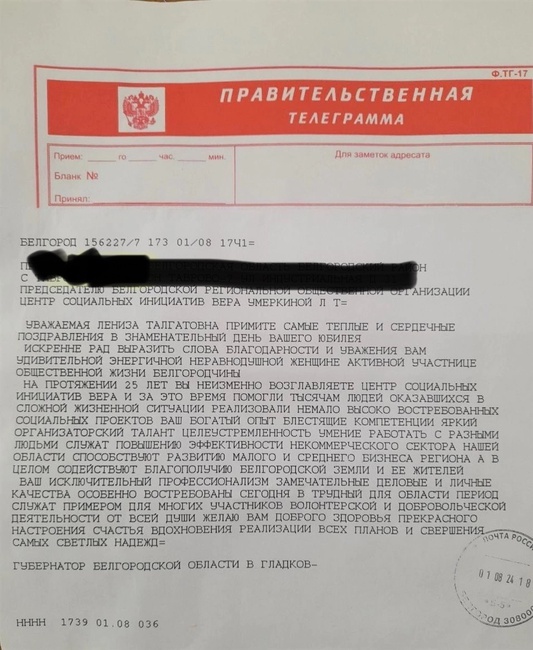 Ф.ТГ-17
ПРАВИТЕЛЬСТВЕННАЯ
ТЕЛЕГРАММА
Прием: ______ го ______ час. ______ мин.
Бланк №
Принял:
Для заметок адресата
БЕЛГОРОД 156227/7 173 01/08 17Ч1=
ПРЕДСЕДАТЕЛЮ БЕЛГОРОДСКОЙ РЕГИОНАЛЬНОЙ ОБЩЕСТВЕННОЙ ОРГАНИЗАЦИИ
ЦЕНТР СОЦИАЛЬНЫХ ИНИЦИАТИВ ВЕРА УМЕРКИНОЙ Л Т=
УВАЖАЕМАЯ ЛЕНИЗА ТАЛГАТОВНА ПРИМИТЕ САМЫЕ ТЕПЛЫЕ И СЕРДЕЧНЫЕ
ПОЗДРАВЛЕНИЯ В ЗНАМЕНАТЕЛЬНЫЙ ДЕНЬ ВАШЕГО ЮБИЛЕЯ
ИСКРЕННЕ РАД ВЫРАЗИТЬ СЛОВА БЛАГОДАРНОСТИ И УВАЖЕНИЯ ВАМ
УДИВИТЕЛЬНОЙ ЭНЕРГИЧНОЙ НЕРАВНОДУШНОЙ ЖЕНЩИНЕ АКТИВНОЙ УЧАСТНИЦЕ
ОБЩЕСТВЕННОЙ ЖИЗНИ БЕЛГОРОДЧИНЫ
НА ПРОТЯЖЕНИИ 25 ЛЕТ ВЫ НЕИЗМЕННО ВОЗГЛАВЛЯЕТЕ ЦЕНТР СОЦИАЛЬНЫХ
ИНИЦИАТИВ ВЕРА И ЗА ЭТО ВРЕМЯ ПОМОГЛИ ТЫСЯЧАМ ЛЮДЕЙ ОКАЗАВШИХСЯ В
СЛОЖНОЙ ЖИЗНЕННОЙ СИТУАЦИИ РЕАЛИЗОВАЛИ НЕМАЛО ВЫСОКО ВОСТРЕБОВАННЫХ
СОЦИАЛЬНЫХ ПРОЕКТОВ ВАШ БОГАТЫЙ ОПЫТ БЛЕСТЯЩИЕ КОМПЕТЕНЦИИ ЯРКИЙ
ОРГАНИЗАТОРСКИЙ ТАЛАНТ ЦЕЛЕУСТРЕМЛЕННОСТЬ УМЕНИЕ РАБОТАТЬ С РАЗНЫМИ
ЛЮДЬМИ СЛУЖАТ ПОВЫШЕНИЮ ЭФФЕКТИВНОСТИ НЕКОММЕРЧЕСКОГО СЕКТОРА НАШЕЙ
ОБЛАСТИ СПОСОБСТВУЮТ РАЗВИТИЮ МАЛОГО И СРЕДНЕГО БИЗНЕСА РЕГИОНА А В
ЦЕЛОМ СОДЕЙСТВУЮТ БЛАГОПОЛУЧИЮ БЕЛГОРОДСКОЙ ЗЕМЛИ И ЕЕ ЖИТЕЛЕЙ
ВАШ ИСКЛЮЧИТЕЛЬНЫЙ ПРОФЕССИОНАЛИЗМ ЗАМЕЧАТЕЛЬНЫЕ ДЕЛОВЫЕ И ЛИЧНЫЕ
КАЧЕСТВА ОСОБЕННО ВОСТРЕБОВАНЫ СЕГОДНЯ В ТРУДНЫЙ ДЛЯ ОБЛАСТИ ПЕРИОД
СЛУЖАТ ПРИМЕРОМ ДЛЯ МНОГИХ УЧАСТНИКОВ ВОЛОНТЕРСКОЙ И ДОБРОВОЛЬЧЕСКОЙ
ДЕЯТЕЛЬНОСТИ ОТ ВСЕЙ ДУШИ ЖЕЛАЮ ВАМ ДОБРОГО ЗДОРОВЬЯ ПРЕКРАСНОГО
НАСТРОЕНИЯ СЧАСТЬЯ ВДОХНОВЕНИЯ РЕАЛИЗАЦИИ ВСЕХ ПЛАНОВ И СВЕРШЕНИЯ
САМЫХ СВЕТЛЫХ НАДЕЖД=
ГУБЕРНАТОР БЕЛГОРОДСКОЙ ОБЛАСТИ В ГЛАДКОВ-
ПОЧТА РОССИ
01 08 24 18
НННН 1739 01.08 036